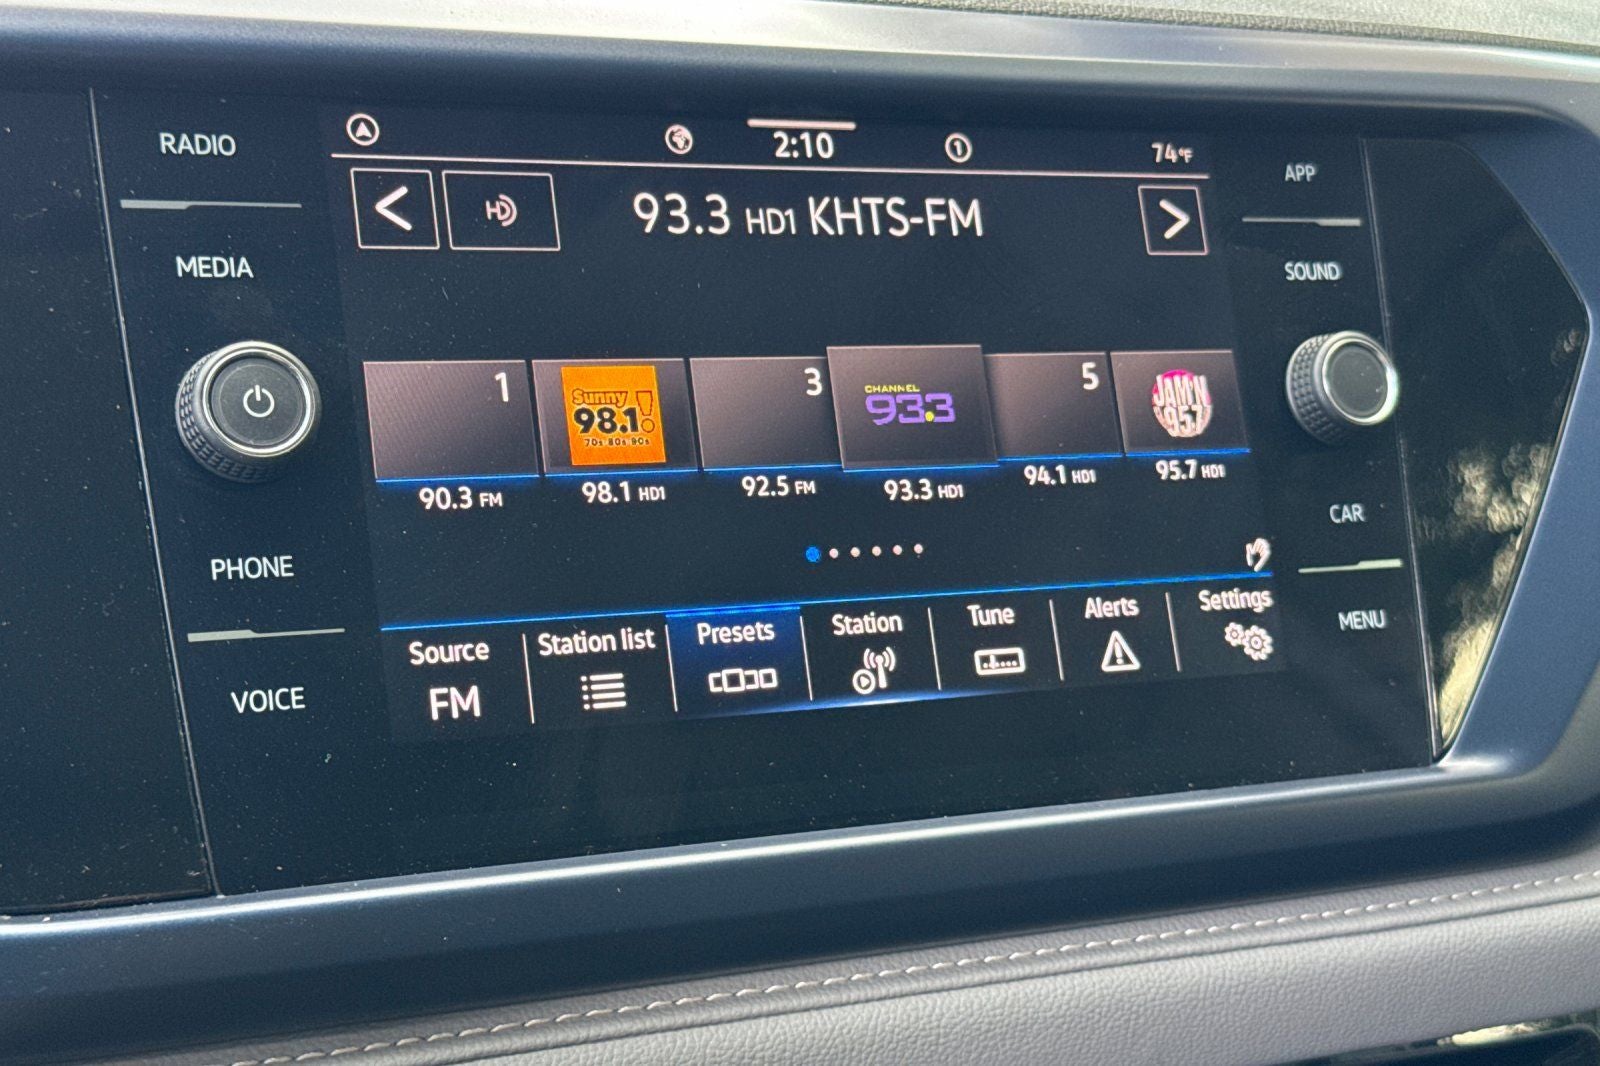 RADIO
2:10
1
74°F
APP
HD
93.3 HD1 KHTS-FM
MEDIA
SOUND
1
Sunny
98.1!
70s 80s 90s
3
CHANNEL
93.3
5
JAM'N
95.7
90.3 FM
98.1 HD1
92.5 FM
93.3 HD1
94.1 HD1
95.7 HD1
CAR
PHONE
Source
FM
Station list
Presets
Station
Tune
Alerts
Settings
MENU
VOICE